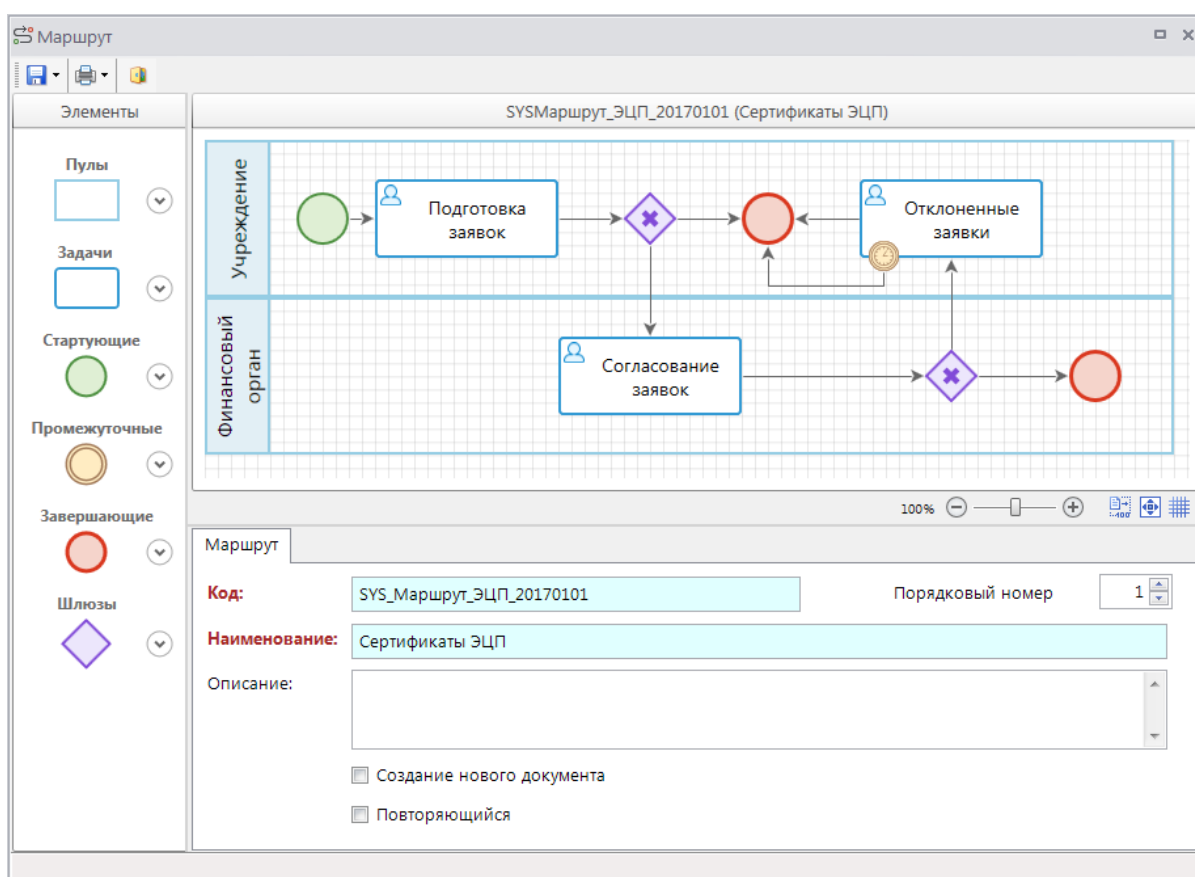 Маршрут
Элементы
SYSМаршрут_ЭЦП_20170101 (Сертификаты ЭЦП)
Пулы
Задачи
Стартующие
Промежуточные
Завершающие
Шлюзы
Учреждение
Подготовка
заявок
Отклоненные
заявки
Финансовый
орган
Согласование
заявок
100%
Маршрут
Код:
SYS_Маршрут_ЭЦП_20170101
Порядковый номер
1
Наименование:
Сертификаты ЭЦП
Описание:
Создание нового документа
Повторяющийся